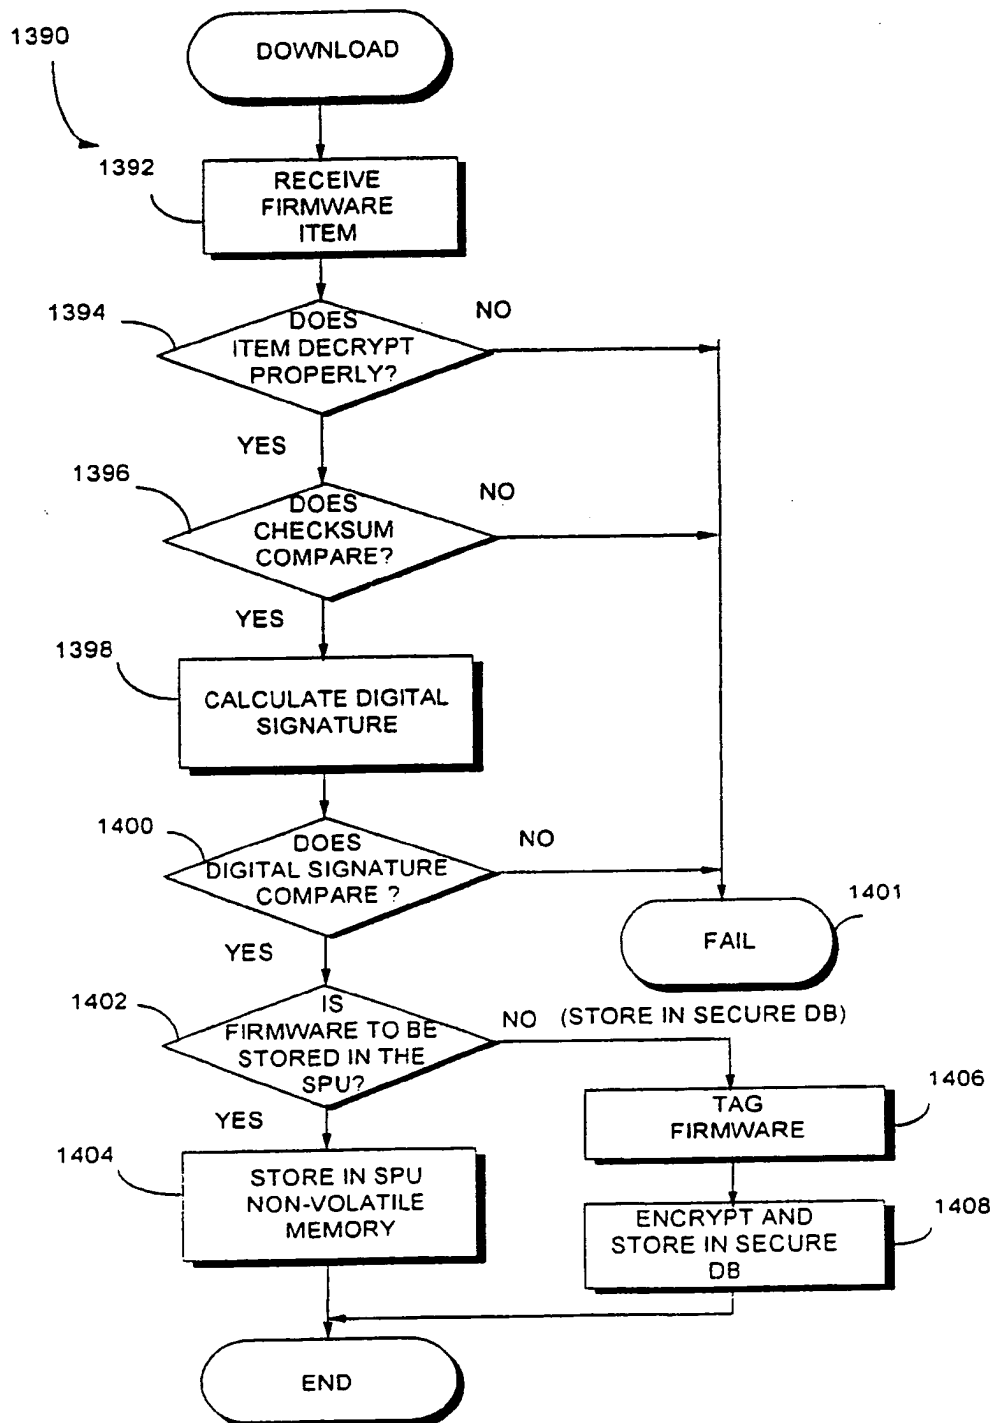 1390
DOWNLOAD
1392
RECEIVE
FIRMWARE
ITEM
1394
DOES
ITEM DECRYPT
PROPERLY?
NO
YES
1396
DOES
CHECKSUM
COMPARE?
NO
YES
1398
CALCULATE DIGITAL
SIGNATURE
1400
DOES
DIGITAL SIGNATURE
COMPARE ?
NO
1401
FAIL
YES
1402
IS
FIRMWARE TO BE
STORED IN THE
SPU?
NO (STORE IN SECURE DB)
1406
TAG
FIRMWARE
YES
1404
STORE IN SPU
NON-VOLATILE
MEMORY
1408
ENCRYPT AND
STORE IN SECURE
DB
END